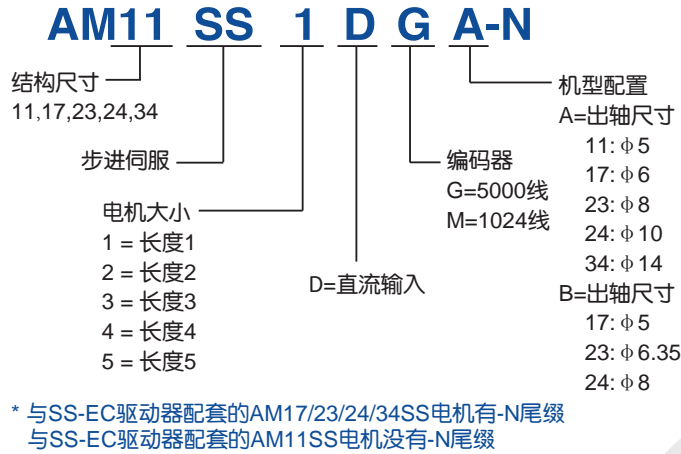 AM11 SS 1 D G A-N
结构尺寸
11,17,23,24,34
步进伺服
电机大小
1 = 长度1
2 = 长度2
3 = 长度3
4 = 长度4
5 = 长度5
D=直流输入
编码器
G=5000线
M=1024线
机型配置
A=出轴尺寸
11: ϕ5
17: ϕ6
23: ϕ8
24: ϕ10
34: ϕ14
B=出轴尺寸
17: ϕ5
23: ϕ6.35
24: ϕ8
* 与SS-EC驱动器配套的AM17/23/24/34SS电机有-N尾缀
与SS-EC驱动器配套的AM11SS电机没有-N尾缀